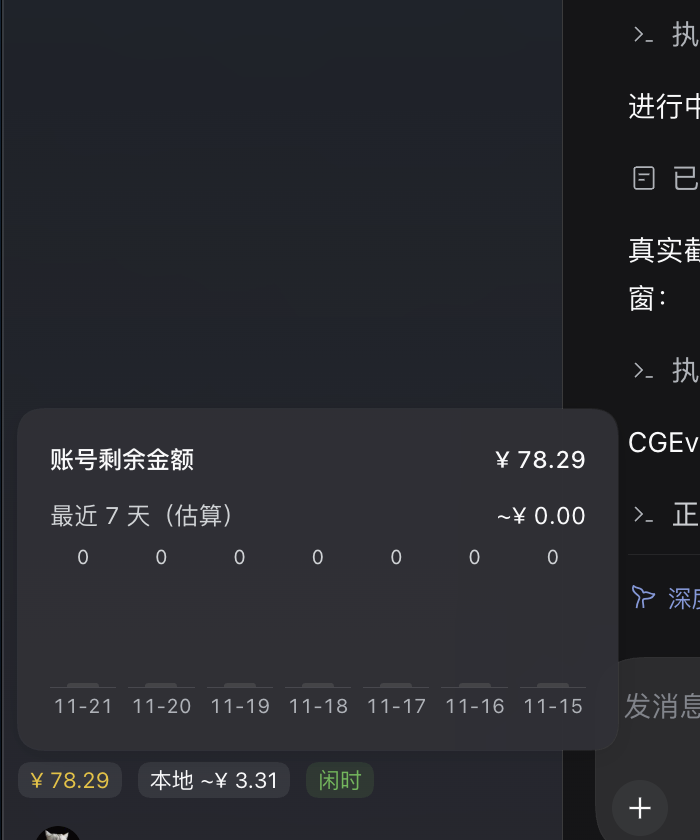 执
进行中
已
真实截
窗：
执
CGEv
正
深度
发消息
账号剩余金额 ¥ 78.29
最近 7 天（估算） ~¥ 0.00
0 0 0 0 0 0 0
11-21 11-20 11-19 11-18 11-17 11-16 11-15
¥ 78.29 本地 ~¥ 3.31 闲时